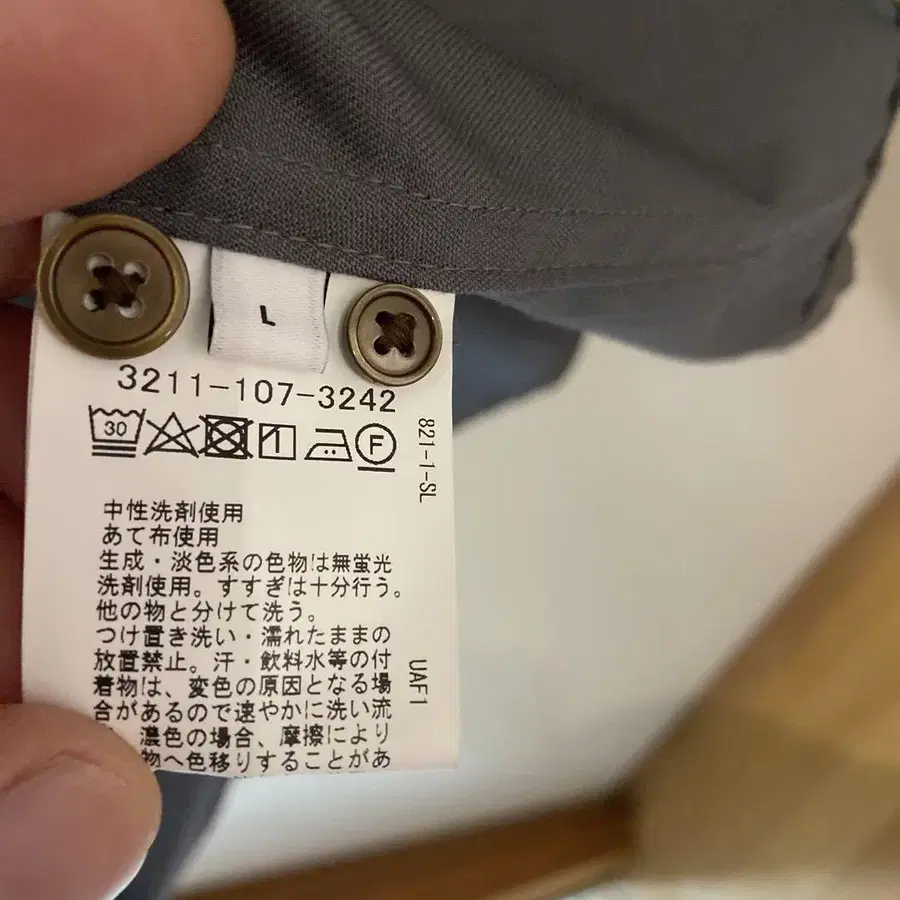 L
3211-107-3242
30
F
821-1-SL
中性洗剤使用
あて布使用
生成・淡色系の色物は無蛍光
洗剤使用。すすぎは十分行う。
他の物と分けて洗う。
つけ置き洗い・濡れたままの
放置禁止。汗・飲料水等の付
着物は、変色の原因となる場
合があるので速やかに洗い流
濃色の場合、摩擦により
物へ色移りすることがあ
UAF1